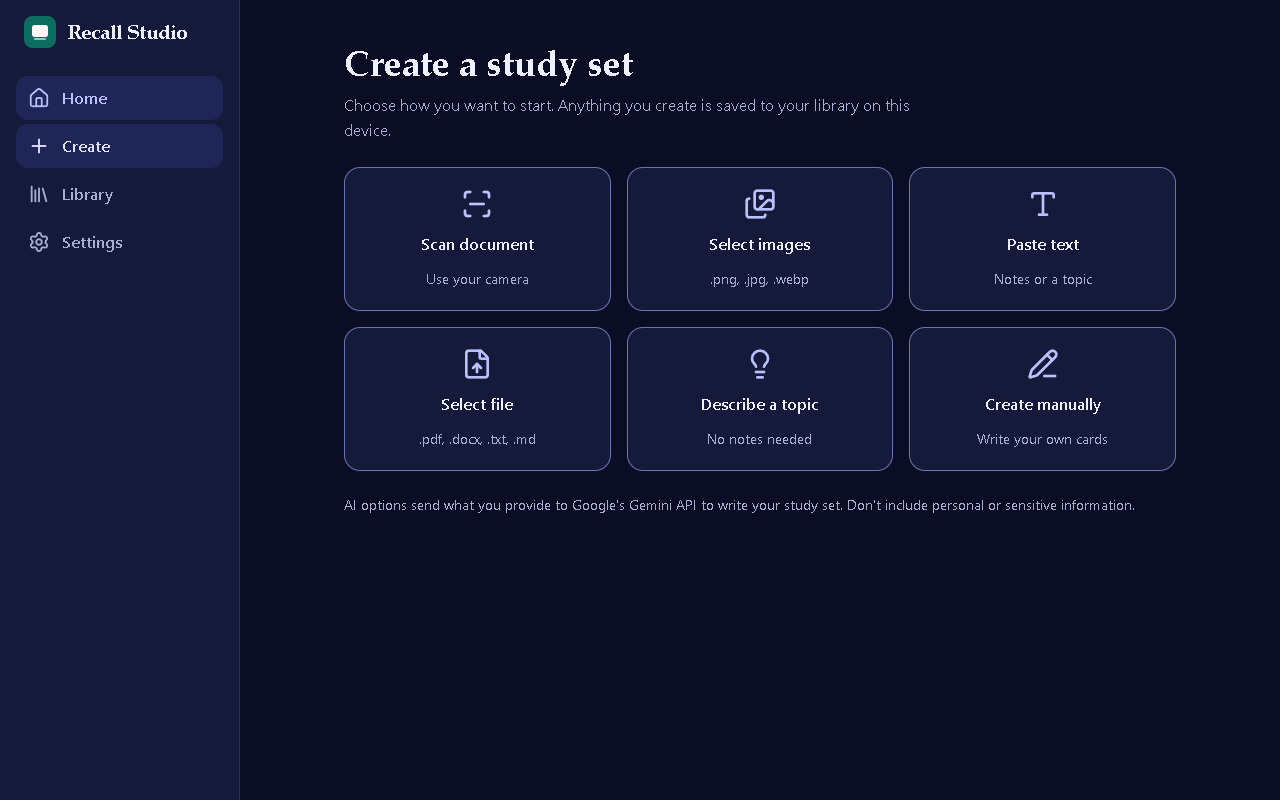 Recall Studio
Home
Create
Library
Settings
Create a study set
Choose how you want to start. Anything you create is saved to your library on this
device.
Scan document
Use your camera
Select images
.png, .jpg, .webp
Paste text
Notes or a topic
Select file
.pdf, .docx, .txt, .md
Describe a topic
No notes needed
Create manually
Write your own cards
AI options send what you provide to Google's Gemini API to write your study set. Don't include personal or sensitive information.